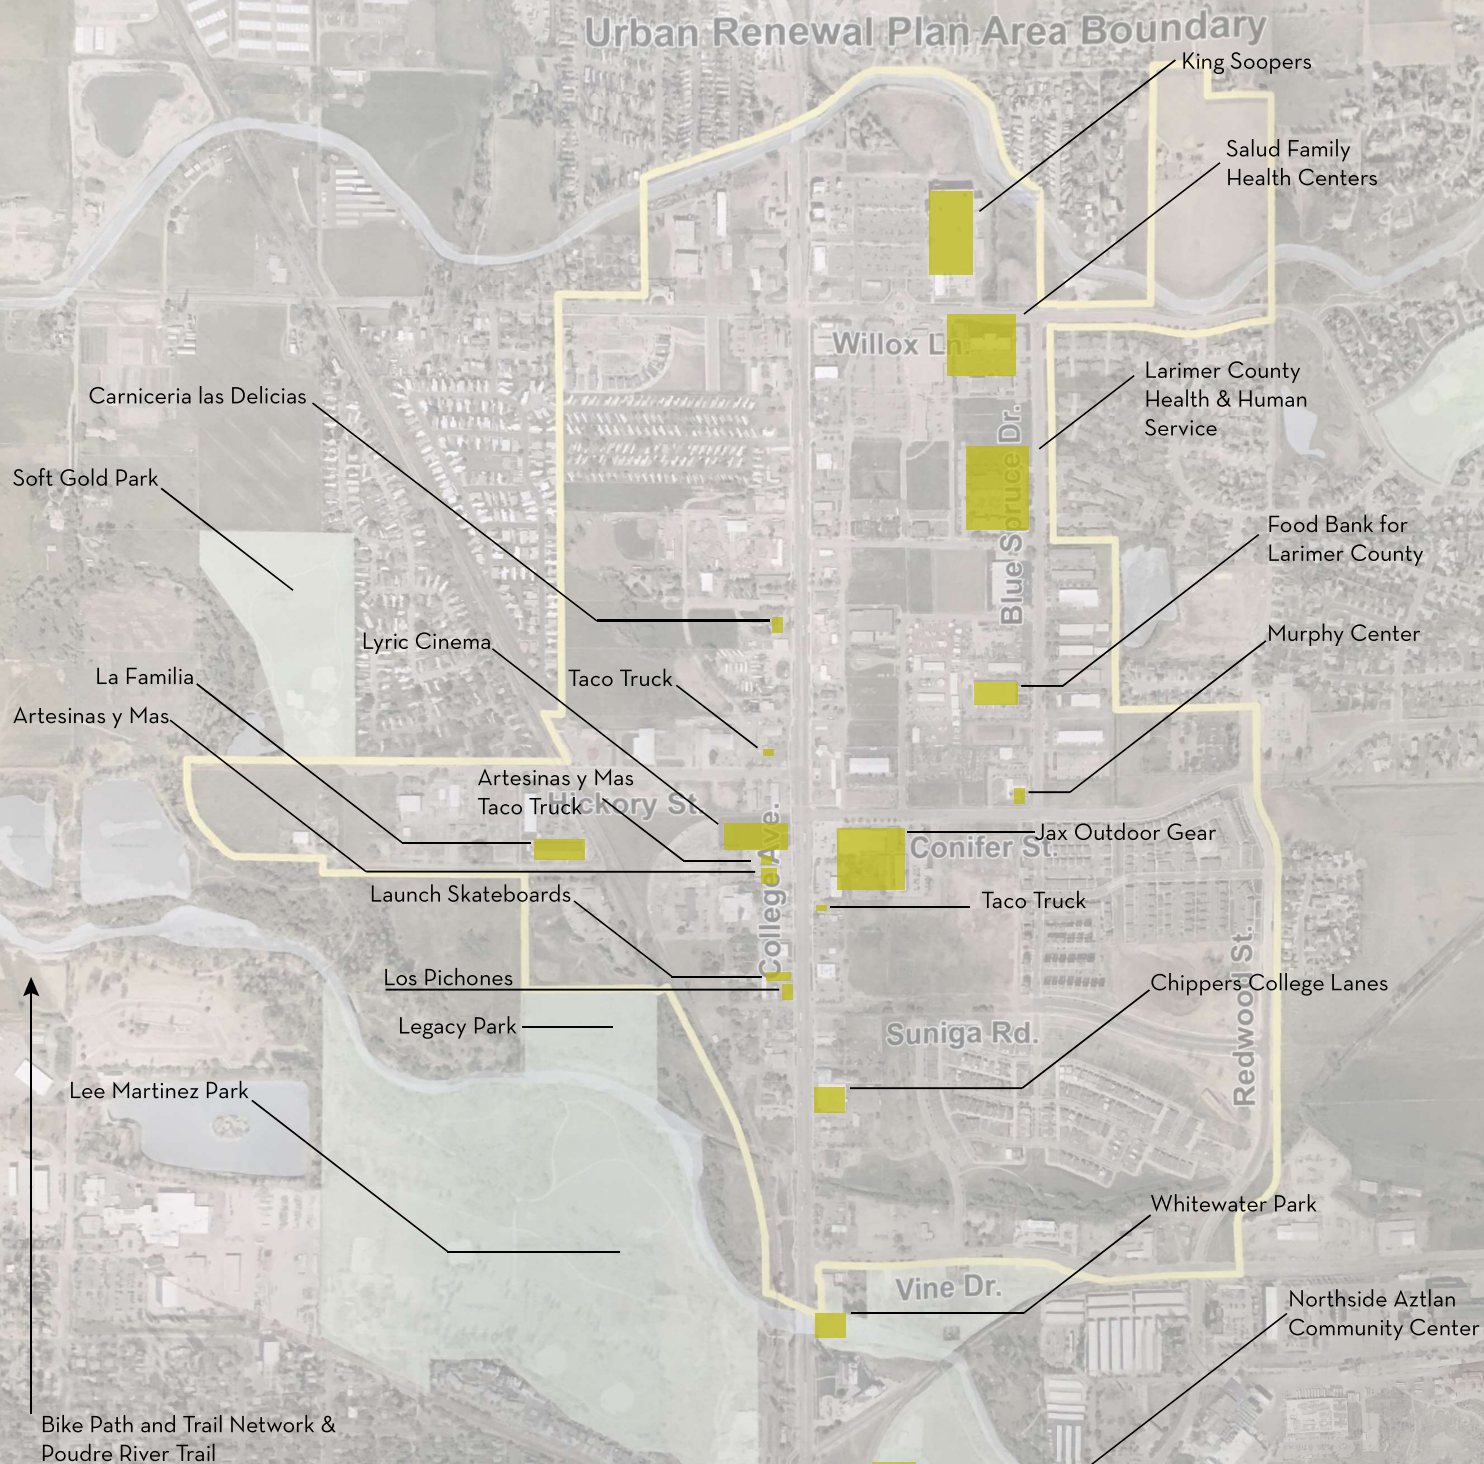 Urban Renewal Plan Area Boundary
King Soopers
Salud Family
Health Centers
Willox Ln.
Larimer County
Health & Human
Service
Carniceria las Delicias
Blue Spruce Dr.
Soft Gold Park
Food Bank for
Larimer County
Lyric Cinema
Murphy Center
La Familia
Taco Truck
Artesinas y Mas
Artesinas y Mas
Taco Truck
Hickory St.
College Ave.
Jax Outdoor Gear
Conifer St.
Launch Skateboards
Taco Truck
Los Pichones
Chippers College Lanes
Redwood St.
Legacy Park
Suniga Rd.
Lee Martinez Park
Whitewater Park
Vine Dr.
Northside Aztlan
Community Center
Bike Path and Trail Network &
Poudre River Trail